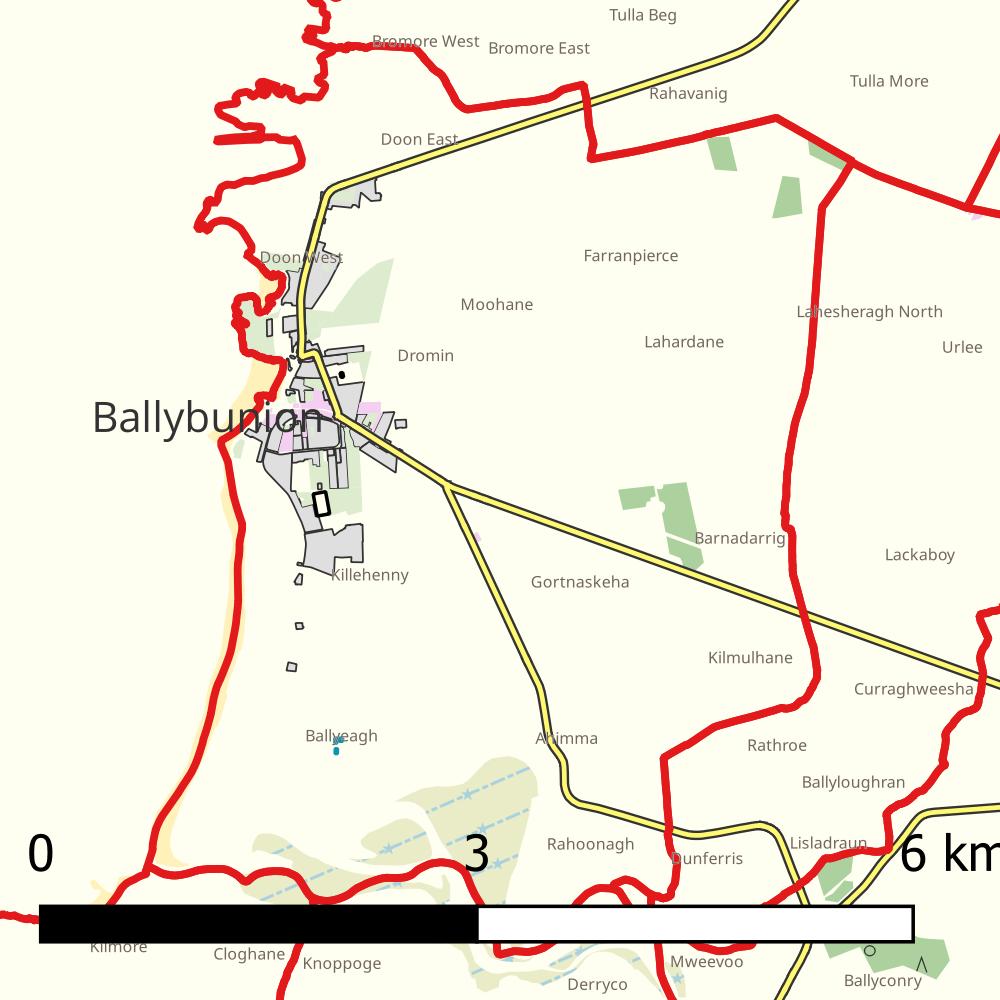 Tulla Beg
Bromore West
Bromore East
Tulla More
Rahavanig
Doon East
Doon West
Farranpierce
Moohane
Lahesheragh North
Lahardane
Urlee
Dromin
Ballybunion
Barnadarrig
Lackaboy
Killehenny
Gortnaskeha
Kilmulhane
Curraghweesha
Ballyeagh
Ahimma
Rathroe
Ballyloughran
Rahoonagh
Lisladraun
Dunferris
0 3 6 km
Kilmore
Cloghane
Knoppoge
Mweevoo
Derryco
Ballyconry